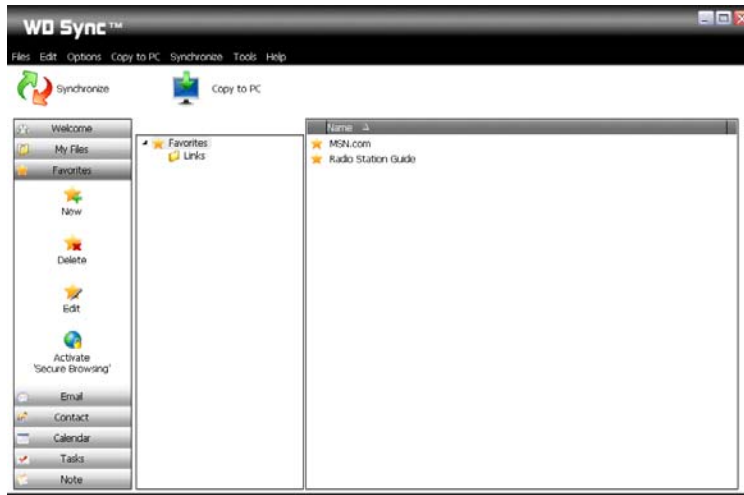 WD Sync™
Files Edit Options Copy to PC Synchronize Tools Help
Synchronize Copy to PC
Welcome
My Files
Favorites
New
Delete
Edit
Activate
'Secure Browsing'
Email
Contact
Calendar
Tasks
Note
Favorites
Links
Name
MSN.com
Radio Station Guide